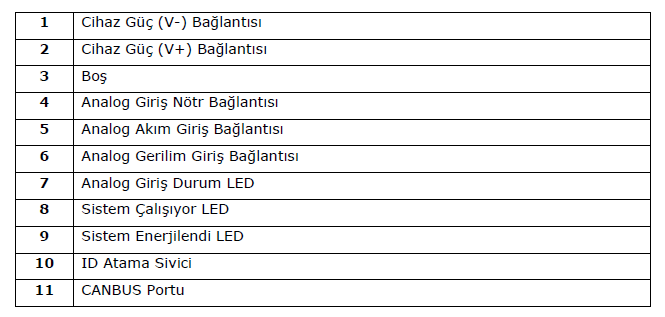 1 Cihaz Güç (V-) Bağlantısı
2 Cihaz Güç (V+) Bağlantısı
3 Boş
4 Analog Giriş Nötr Bağlantısı
5 Analog Akım Giriş Bağlantısı
6 Analog Gerilim Giriş Bağlantısı
7 Analog Giriş Durum LED
8 Sistem Çalışıyor LED
9 Sistem Enerjilendi LED
10 ID Atama Sivici
11 CANBUS Portu